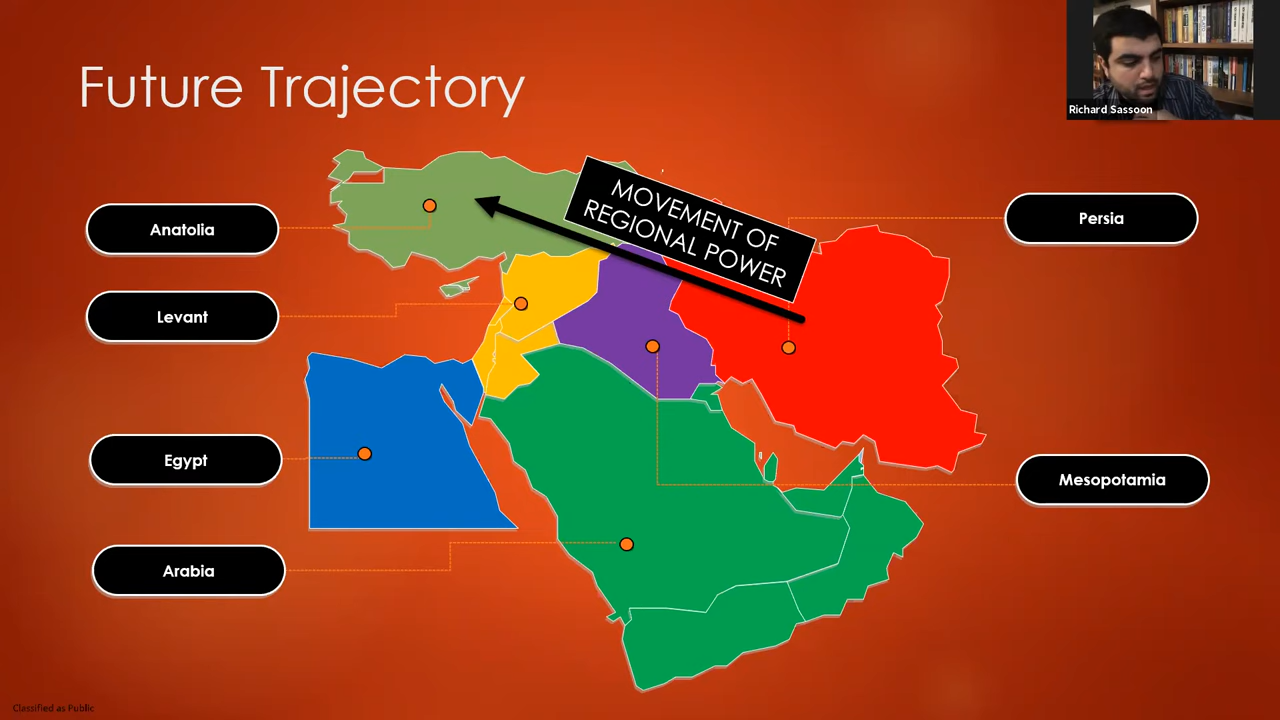 Future Trajectory
Richard Sassoon
MOVEMENT OF
REGIONAL POWER
Anatolia
Persia
Levant
Egypt
Mesopotamia
Arabia
Classified as Public